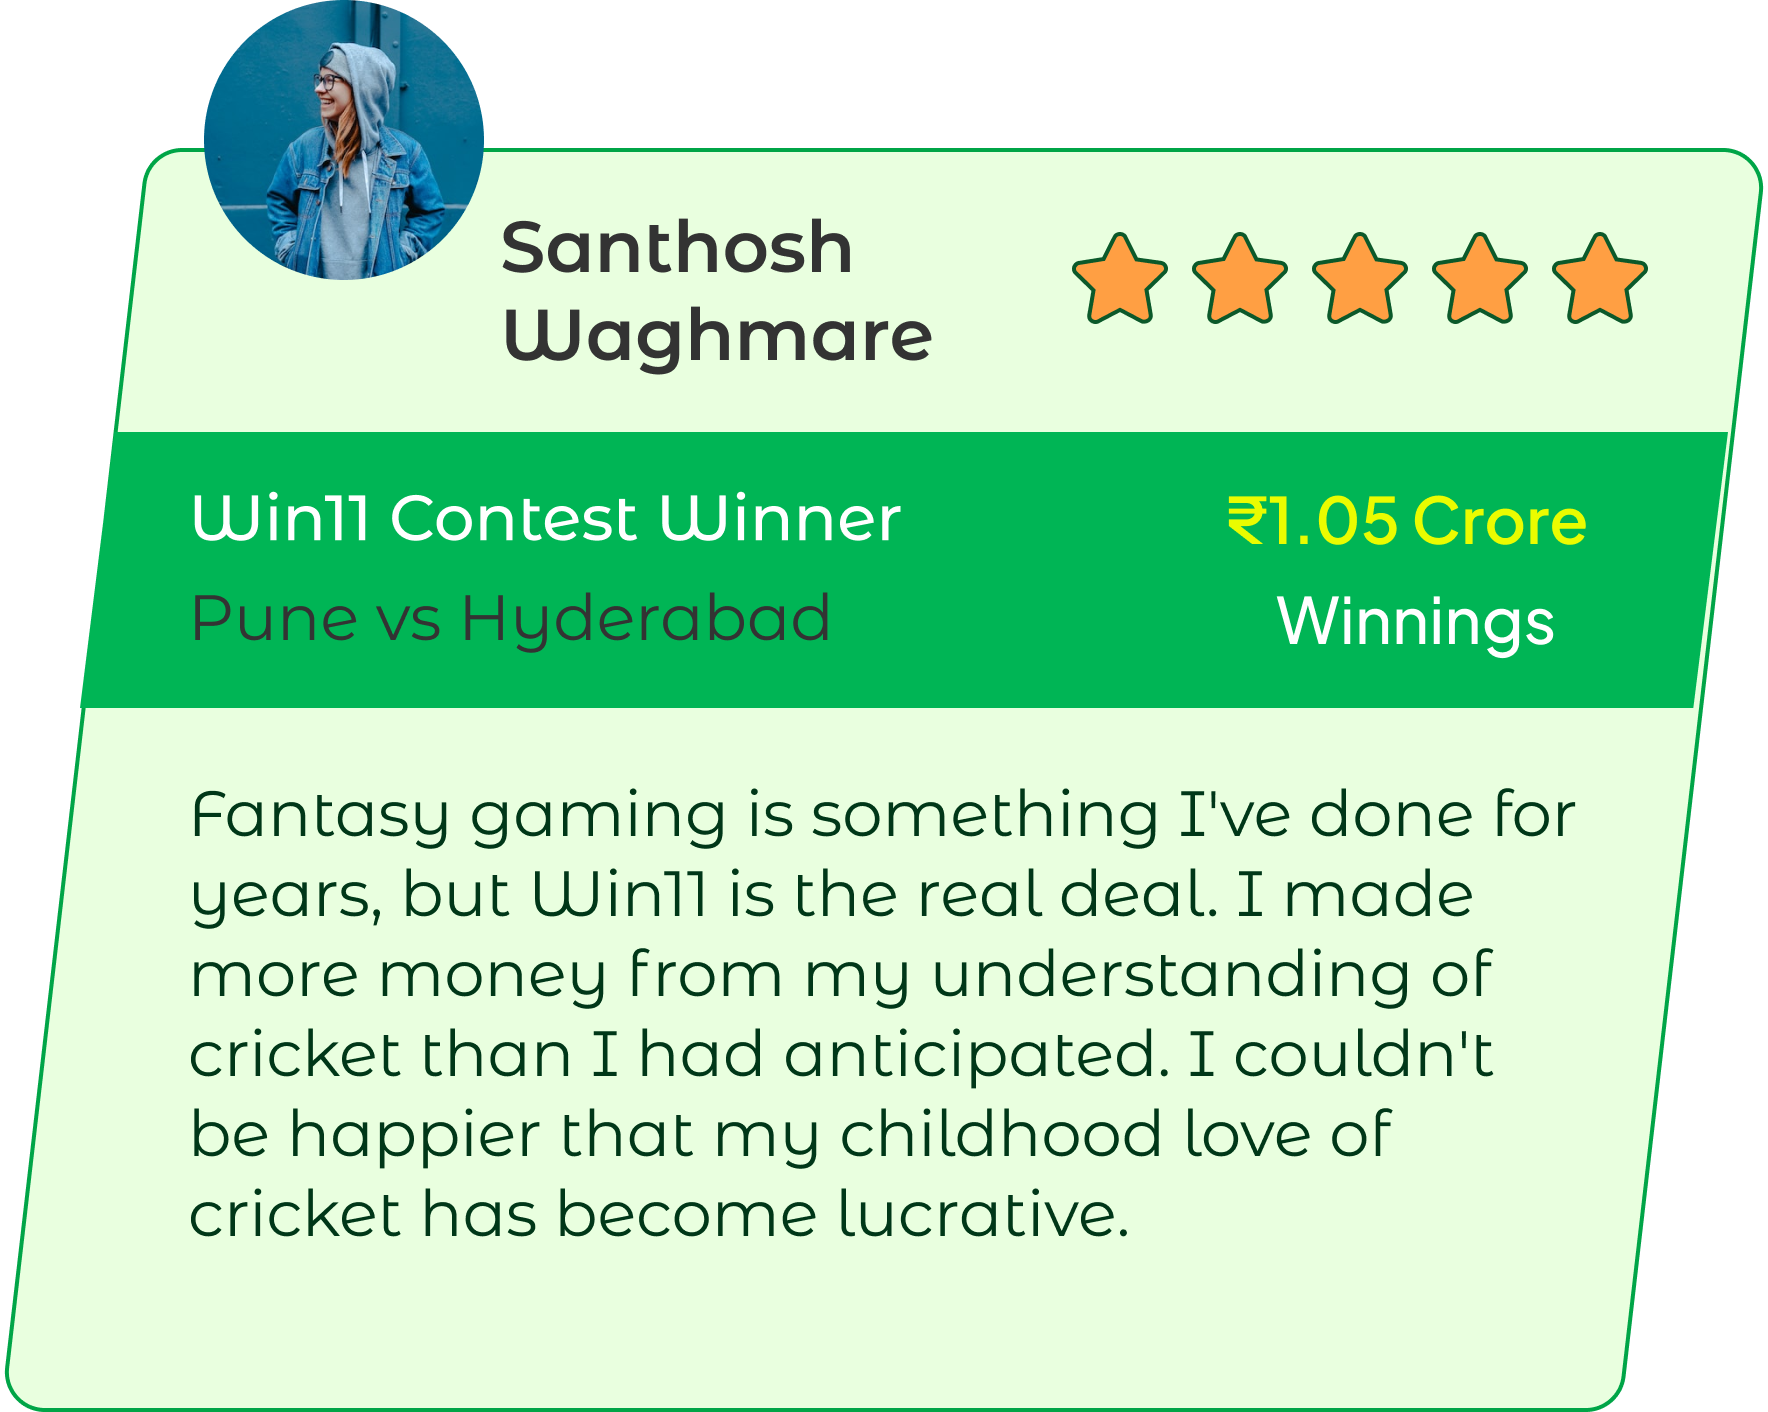 Santhosh
Waghmare
Win11 Contest Winner
₹1.05 Crore
Pune vs Hyderabad
Winnings
Fantasy gaming is something I've done for
years, but Win11 is the real deal. I made
more money from my understanding of
cricket than I had anticipated. I couldn't
be happier that my childhood love of
cricket has become lucrative.